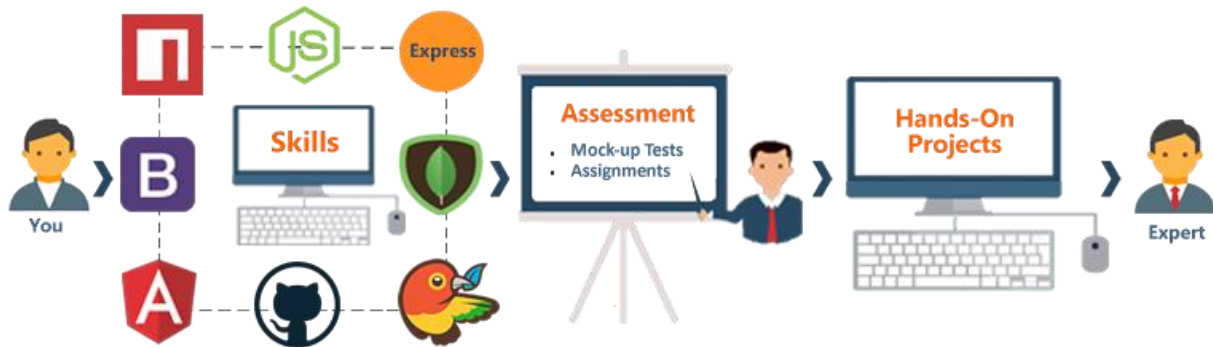 You
JS
Express
B
A
Skills
Assessment
• Mock-up Tests
• Assignments
Hands-On
Projects
Expert